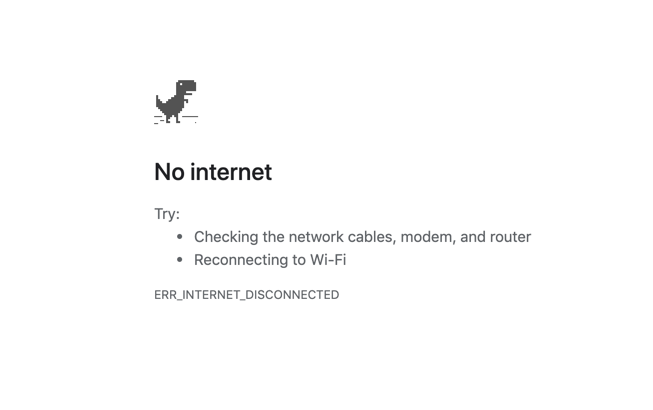 No internet
Try:
• Checking the network cables, modem, and router
• Reconnecting to Wi-Fi
ERR_INTERNET_DISCONNECTED